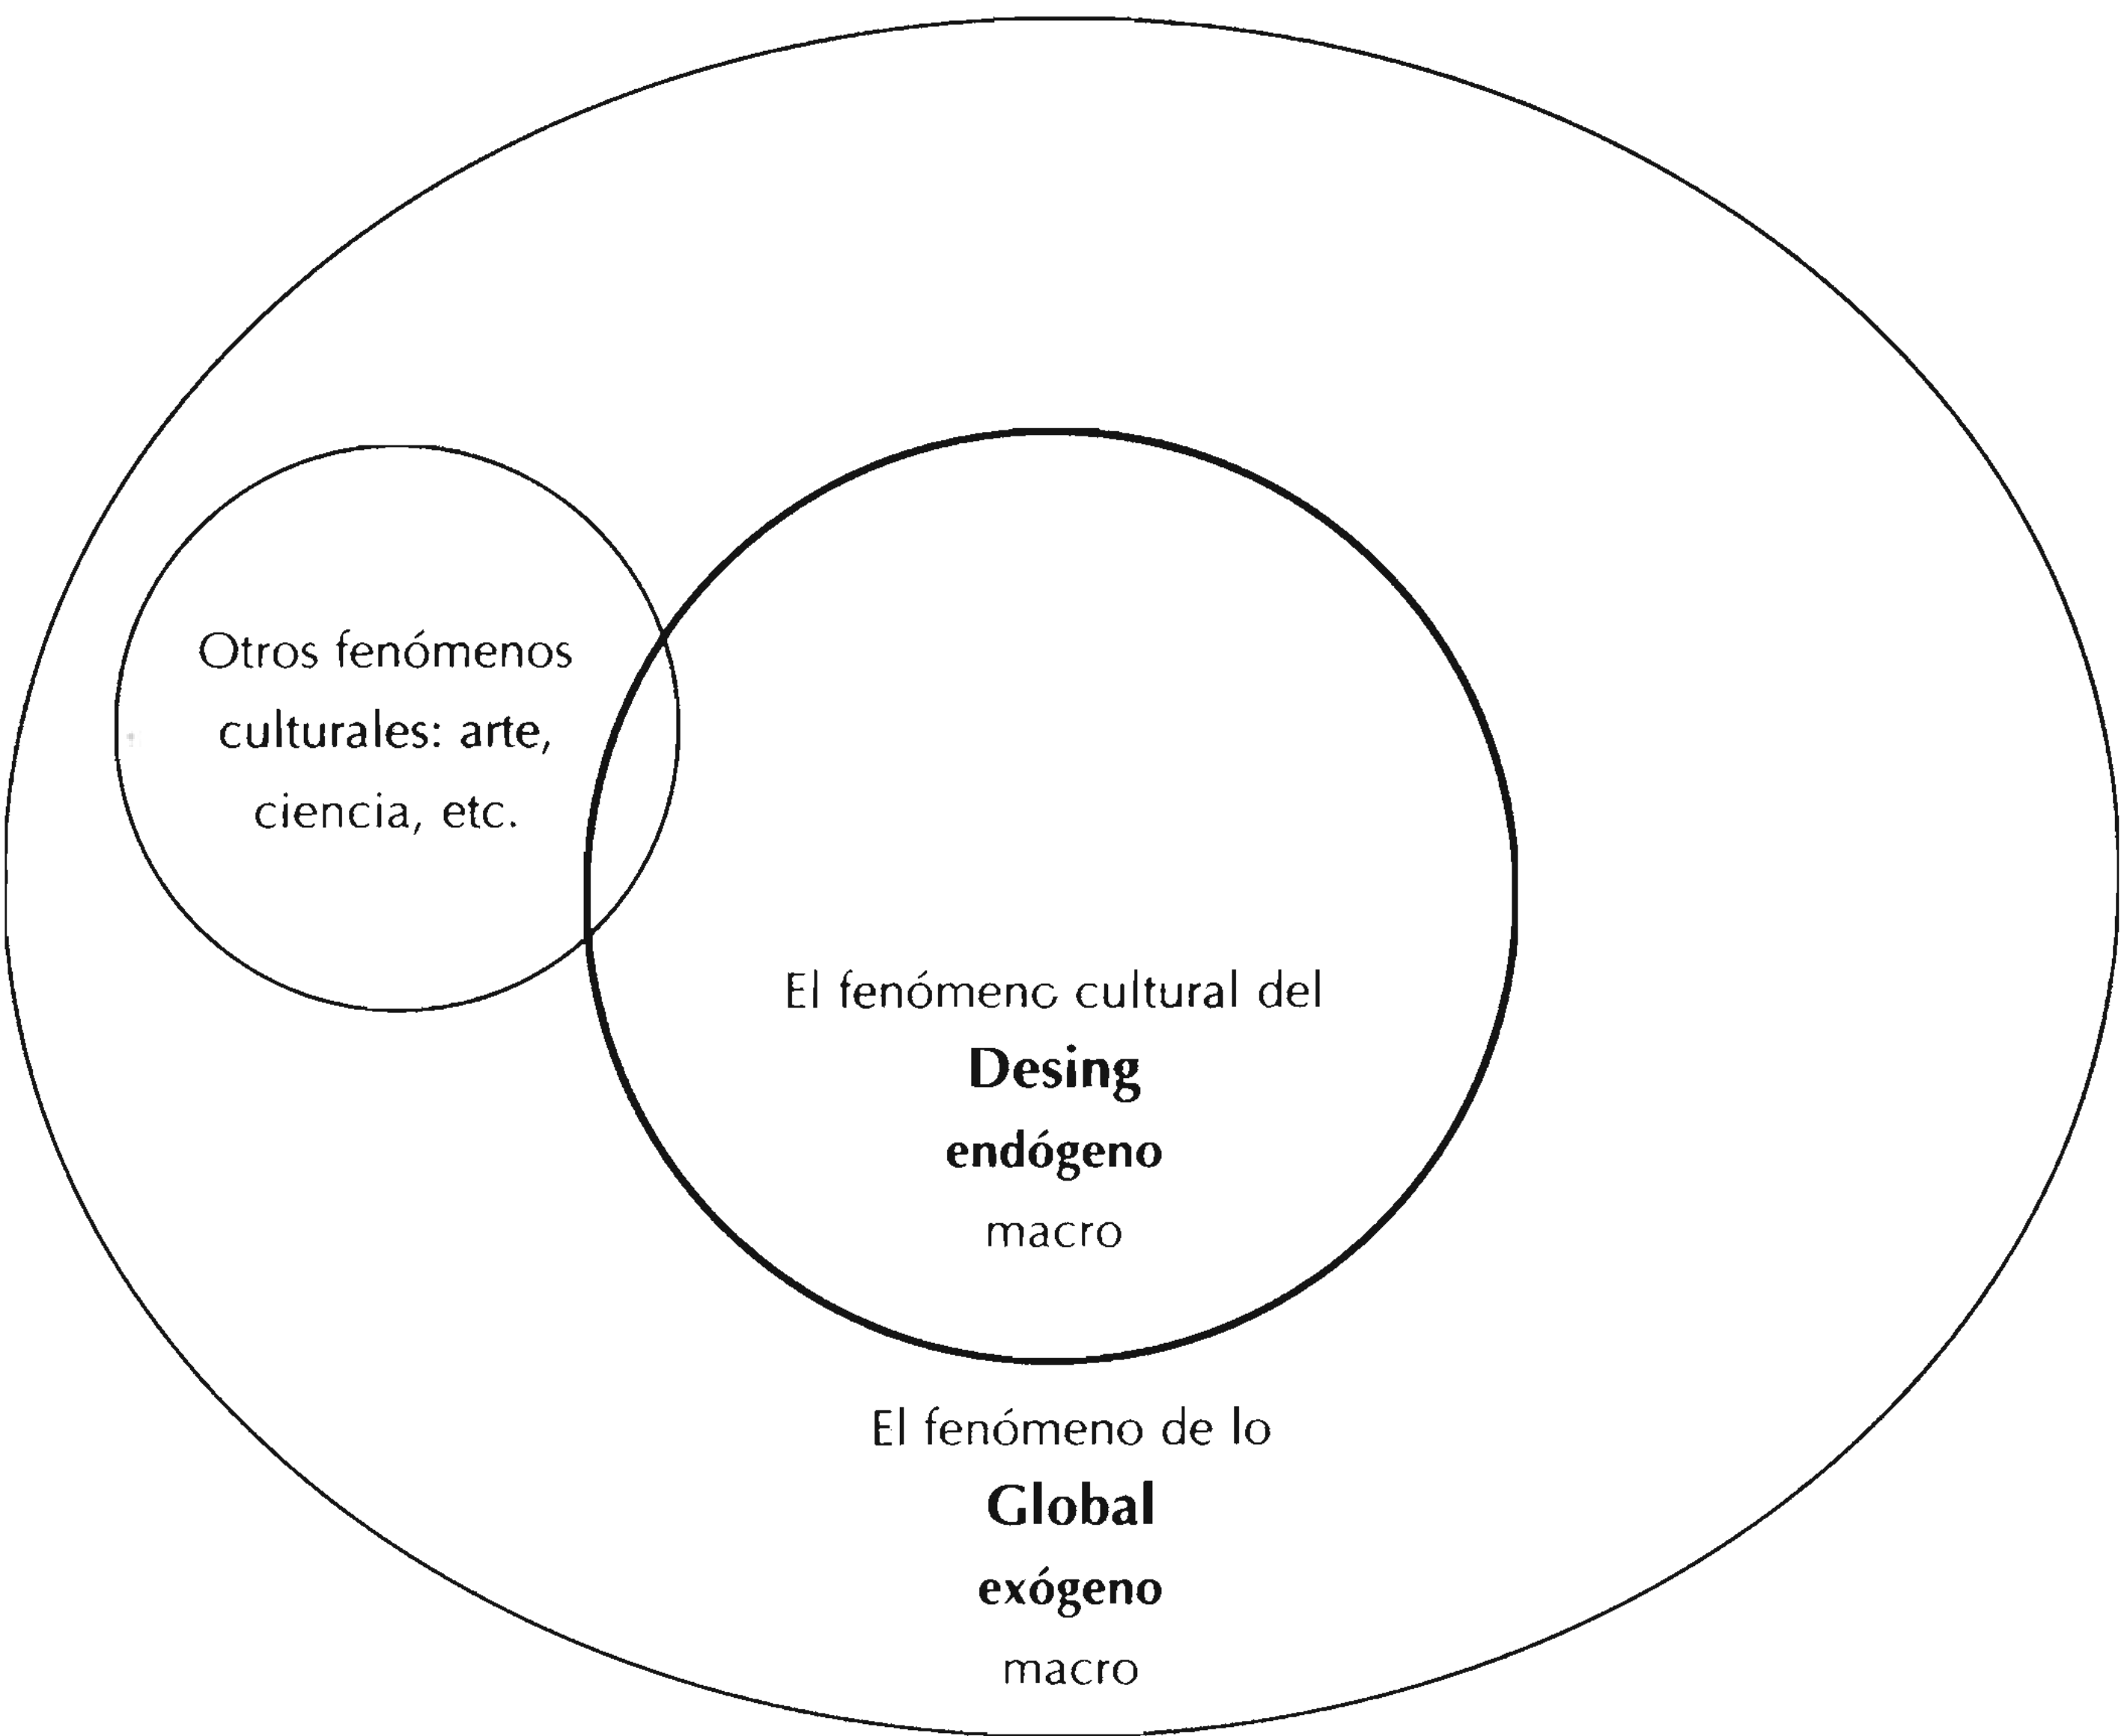 Otros fenómenos
culturales: arte,
ciencia, etc.
El fenómeno cultural del
Desing
endógeno
macro
El fenómeno de lo
Global
exógeno
macro